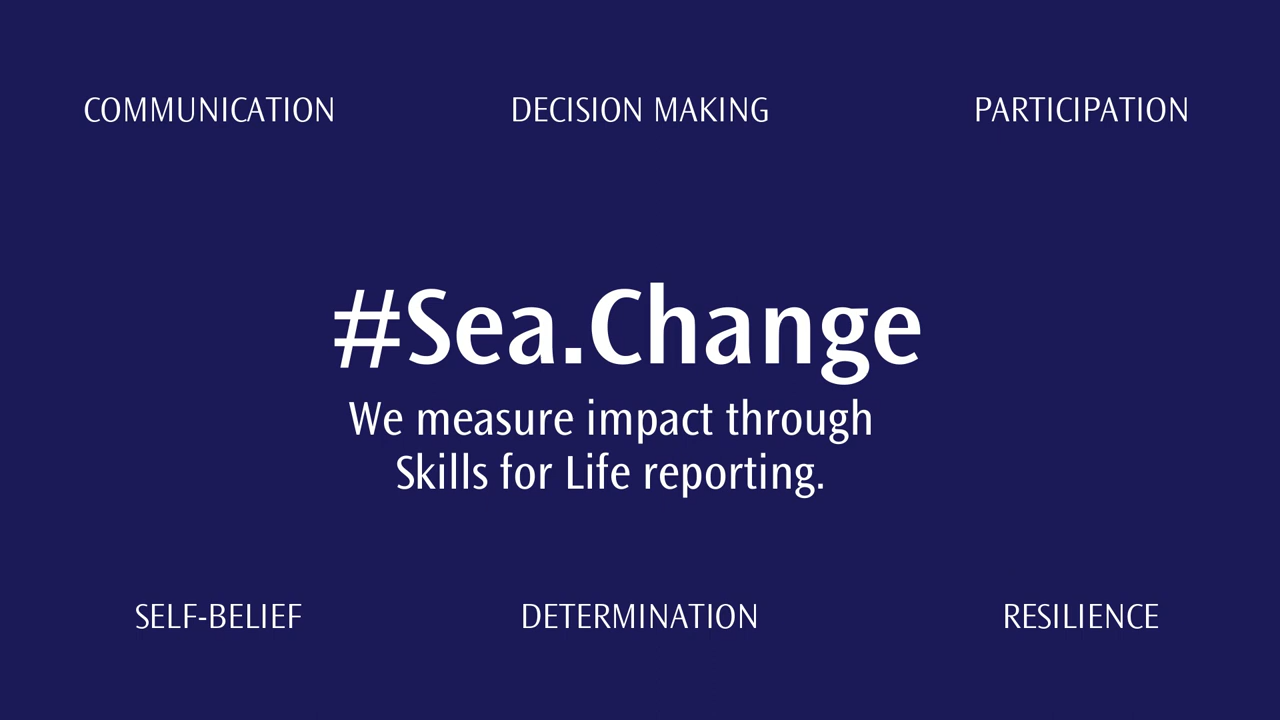 COMMUNICATION
DECISION MAKING
PARTICIPATION
#Sea.Change
We measure impact through
Skills for Life reporting.
SELF-BELIEF
DETERMINATION
RESILIENCE